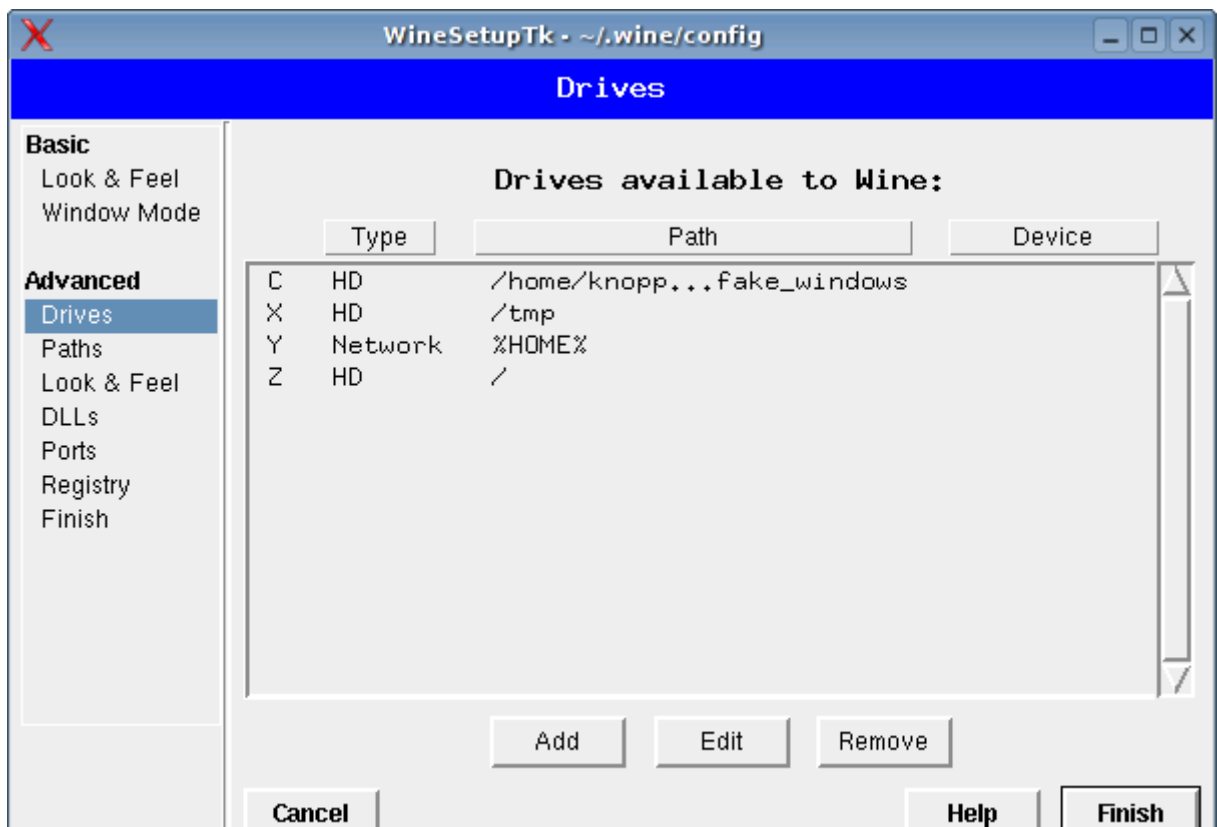 WineSetupTk - ~/.wine/config
Drives
Basic
Look & Feel
Window Mode
Advanced
Drives
Paths
Look & Feel
DLLs
Ports
Registry
Finish
Drives available to Wine:
Type Path Device
C HD /home/knopp...fake_windows
X HD /tmp
Y Network %HOME%
Z HD /
Add Edit Remove
Cancel Help Finish